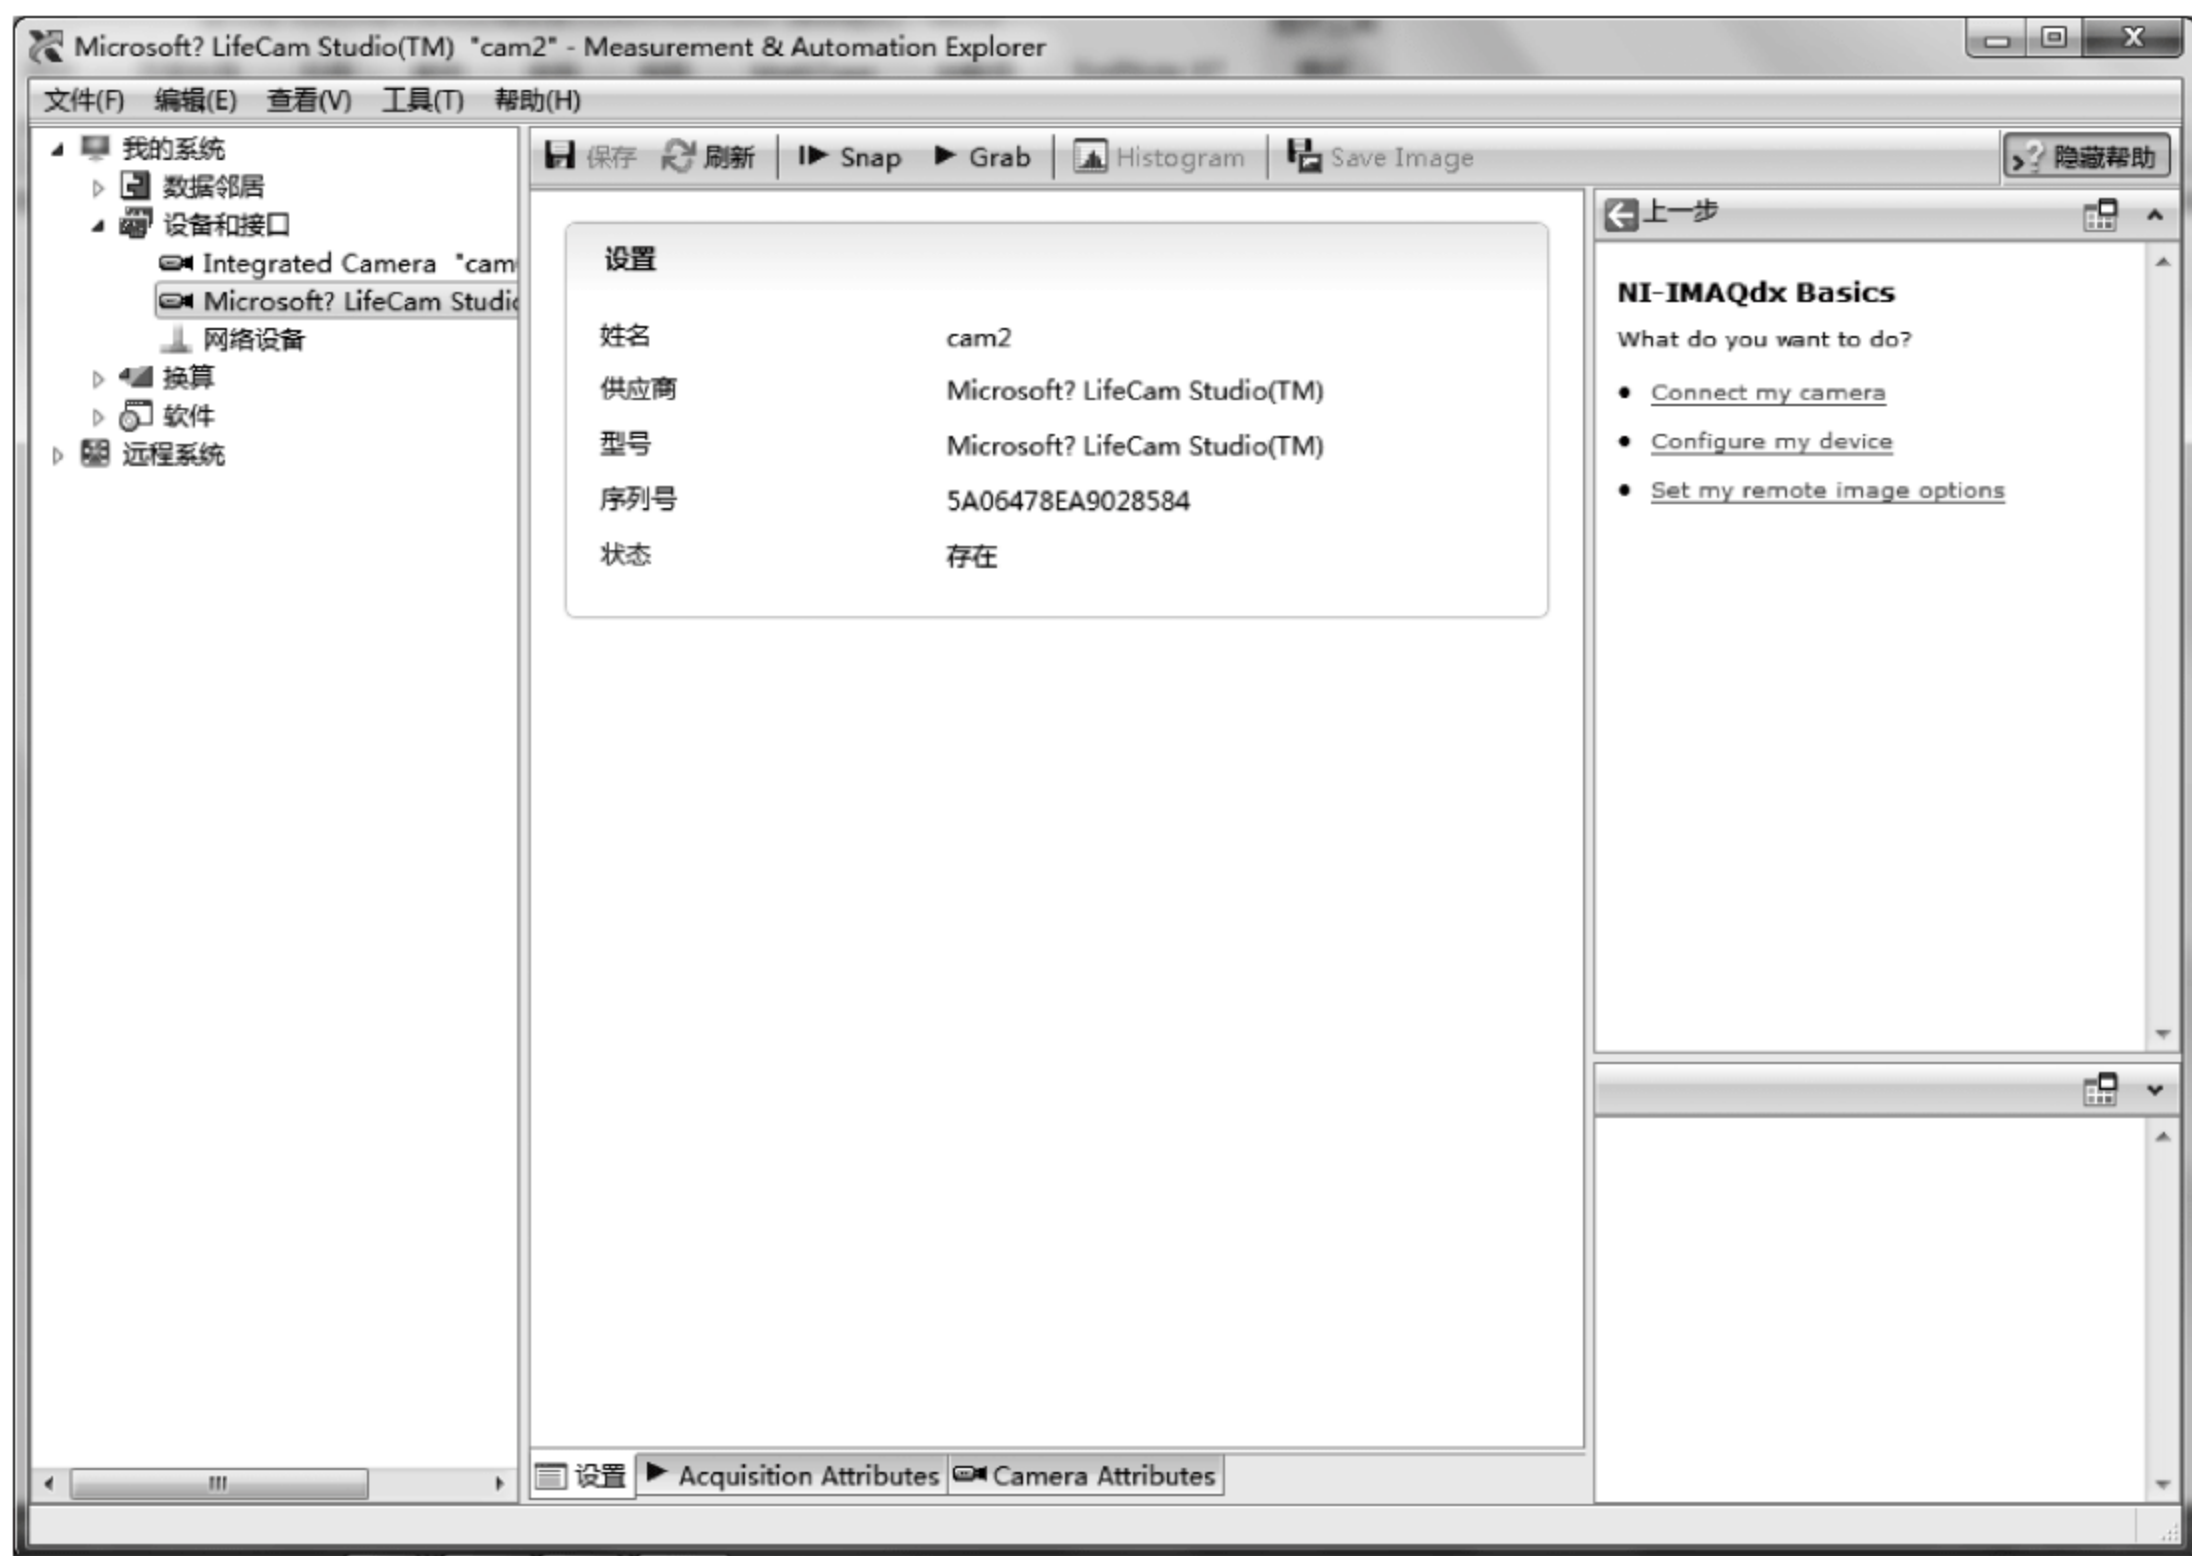 Microsoft? LifeCam Studio(TM) "cam2" - Measurement & Automation Explorer
文件(F) 编辑(E) 查看(V) 工具(T) 帮助(H)
我的系统
数据邻居
设备和接口
Integrated Camera "cam
Microsoft? LifeCam Studio
网络设备
换算
软件
远程系统
保存 刷新 Snap Grab Histogram Save Image 隐藏帮助
设置
姓名 cam2
供应商 Microsoft? LifeCam Studio(TM)
型号 Microsoft? LifeCam Studio(TM)
序列号 5A06478EA9028584
状态 存在
设置 Acquisition Attributes Camera Attributes
上一步
NI-IMAQdx Basics
What do you want to do?
Connect my camera
Configure my device
Set my remote image options